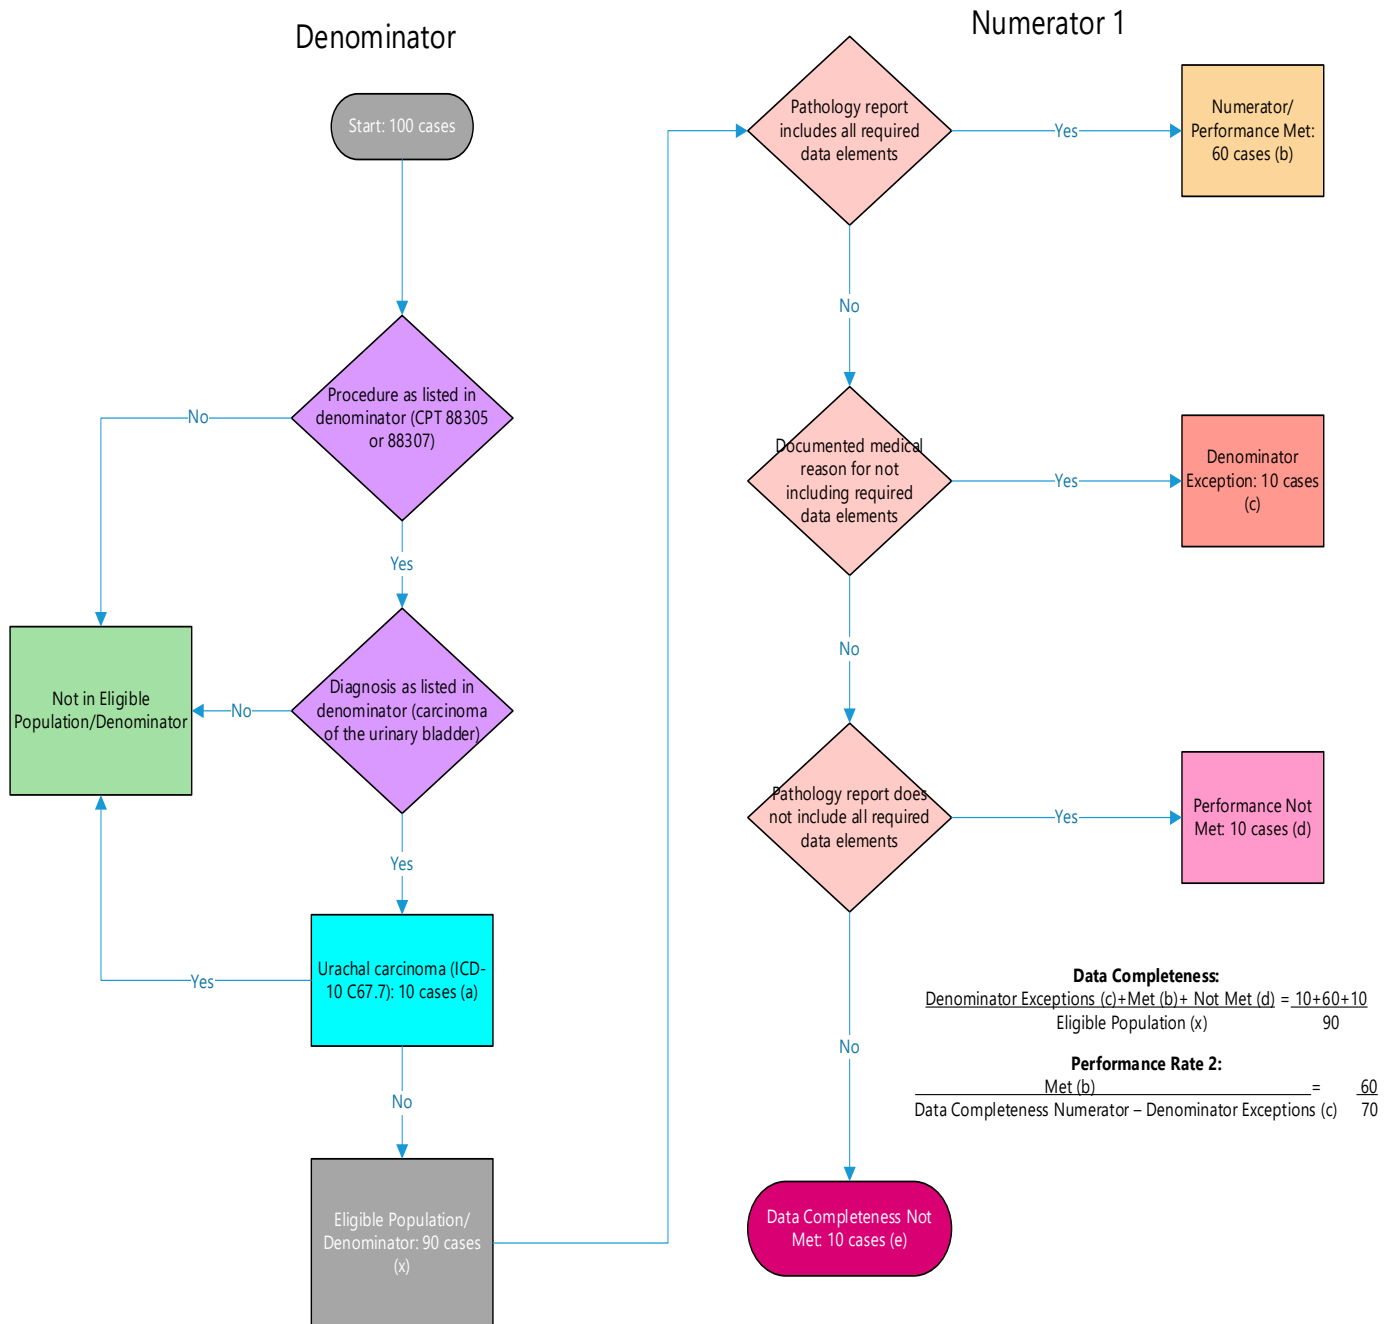 Denominator
Start: 100 cases
Procedure as listed in
denominator (CPT 88305
or 88307)
No
Yes
Not in Eligible
Population/Denominator
No
Diagnosis as listed in
denominator (carcinoma
of the urinary bladder)
Yes
Urachal carcinoma (ICD-
10 C67.7): 10 cases (a)
Yes
No
Eligible Population/
Denominator: 90 cases
(x)
Numerator 1
Pathology report
includes all required
data elements
Yes
Numerator/
Performance Met:
60 cases (b)
No
Documented medical
reason for not
including required
data elements
Yes
Denominator
Exception: 10 cases
(c)
No
Pathology report does
not include all required
data elements
Yes
Performance Not
Met: 10 cases (d)
No
Data Completeness Not
Met: 10 cases (e)
Data Completeness:
Denominator Exceptions (c)+Met (b)+ Not Met (d) = 10+60+10
Eligible Population (x) 90
Performance Rate 2:
Met (b) = 60
Data Completeness Numerator – Denominator Exceptions (c) 70